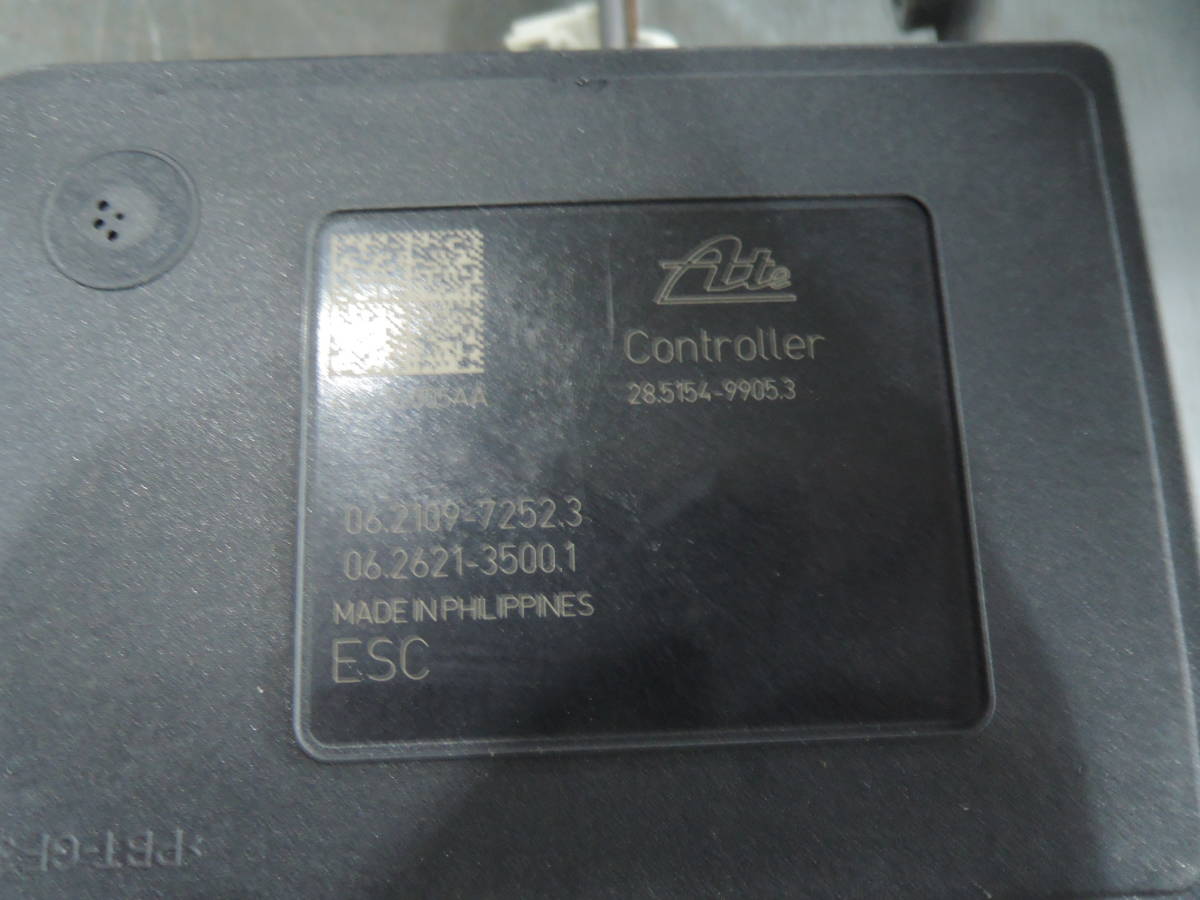 Ate
Controller
28.5154-9905.3
06.2109-7252.3
06.2621-3500.1
MADE IN PHILIPPINES
ESC